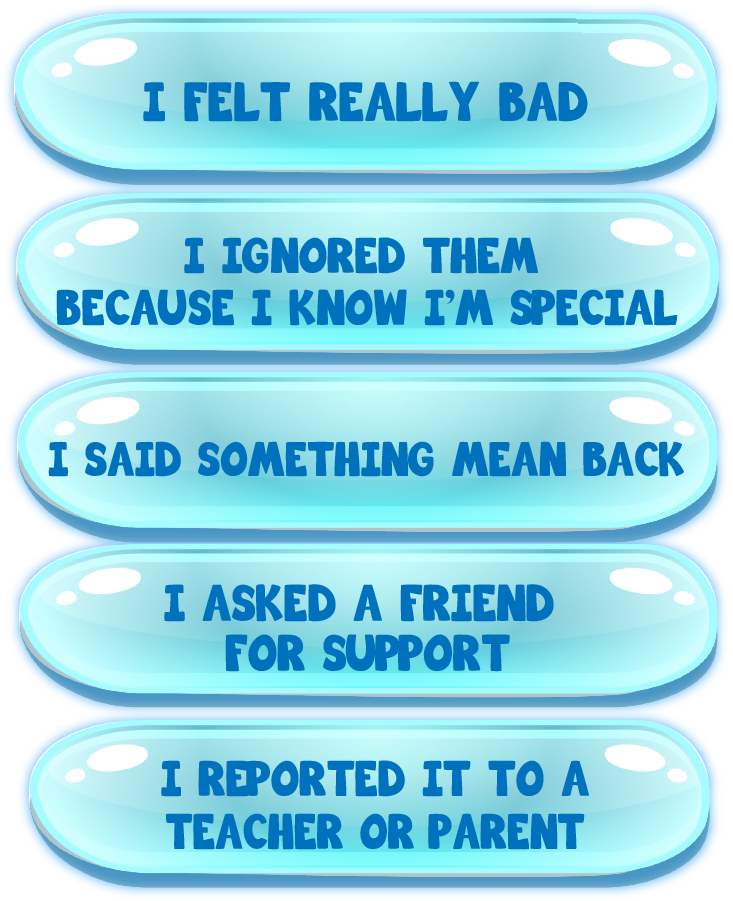 I FELT REALLY BAD
I IGNORED THEM
BECAUSE I KNOW I'M SPECIAL
I SAID SOMETHING MEAN BACK
I ASKED A FRIEND
FOR SUPPORT
I REPORTED IT TO A
TEACHER OR PARENT